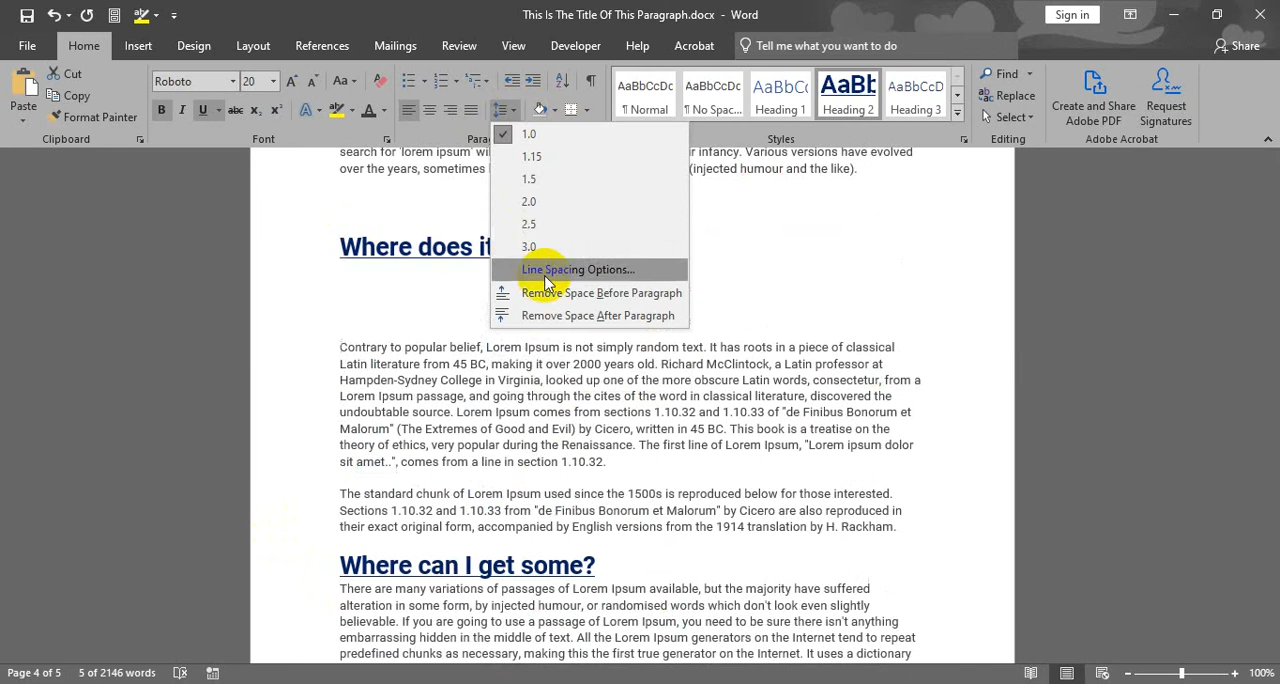 This Is The Title Of This Paragraph.docx - Word
Sign in
File Home Insert Design Layout References Mailings Review View Developer Help Acrobat Tell me what you want to do Share
Paste
Cut
Copy
Format Painter
Clipboard
Roboto 20
Aa
B I U abc x₂ x² A ab A
Font
AaBbCcDc AaBbCcDc AaBbC AaBb AaBbCcD
¶ Normal ¶ No Spac... Heading 1 Heading 2 Heading 3
Styles
Find
Replace
Select
Editing
Create and Share
Adobe PDF
Request
Signatures
Adobe Acrobat
1.0
1.15
1.5
2.0
2.5
3.0
Line Spacing Options...
Remove Space Before Paragraph
Remove Space After Paragraph
search for 'lorem ipsum' their infancy. Various versions have evolved
over the years, sometimes (injected humour and the like).
Where does it
Contrary to popular belief, Lorem Ipsum is not simply random text. It has roots in a piece of classical
Latin literature from 45 BC, making it over 2000 years old. Richard McClintock, a Latin professor at
Hampden-Sydney College in Virginia, looked up one of the more obscure Latin words, consectetur, from a
Lorem Ipsum passage, and going through the cites of the word in classical literature, discovered the
undoubtable source. Lorem Ipsum comes from sections 1.10.32 and 1.10.33 of "de Finibus Bonorum et
Malorum" (The Extremes of Good and Evil) by Cicero, written in 45 BC. This book is a treatise on the
theory of ethics, very popular during the Renaissance. The first line of Lorem Ipsum, "Lorem ipsum dolor
sit amet..", comes from a line in section 1.10.32.
The standard chunk of Lorem Ipsum used since the 1500s is reproduced below for those interested.
Sections 1.10.32 and 1.10.33 from "de Finibus Bonorum et Malorum" by Cicero are also reproduced in
their exact original form, accompanied by English versions from the 1914 translation by H. Rackham.
Where can I get some?
There are many variations of passages of Lorem Ipsum available, but the majority have suffered
alteration in some form, by injected humour, or randomised words which don't look even slightly
believable. If you are going to use a passage of Lorem Ipsum, you need to be sure there isn't anything
embarrassing hidden in the middle of text. All the Lorem Ipsum generators on the Internet tend to repeat
predefined chunks as necessary, making this the first true generator on the Internet. It uses a dictionary
Page 4 of 5 5 of 2146 words 100%